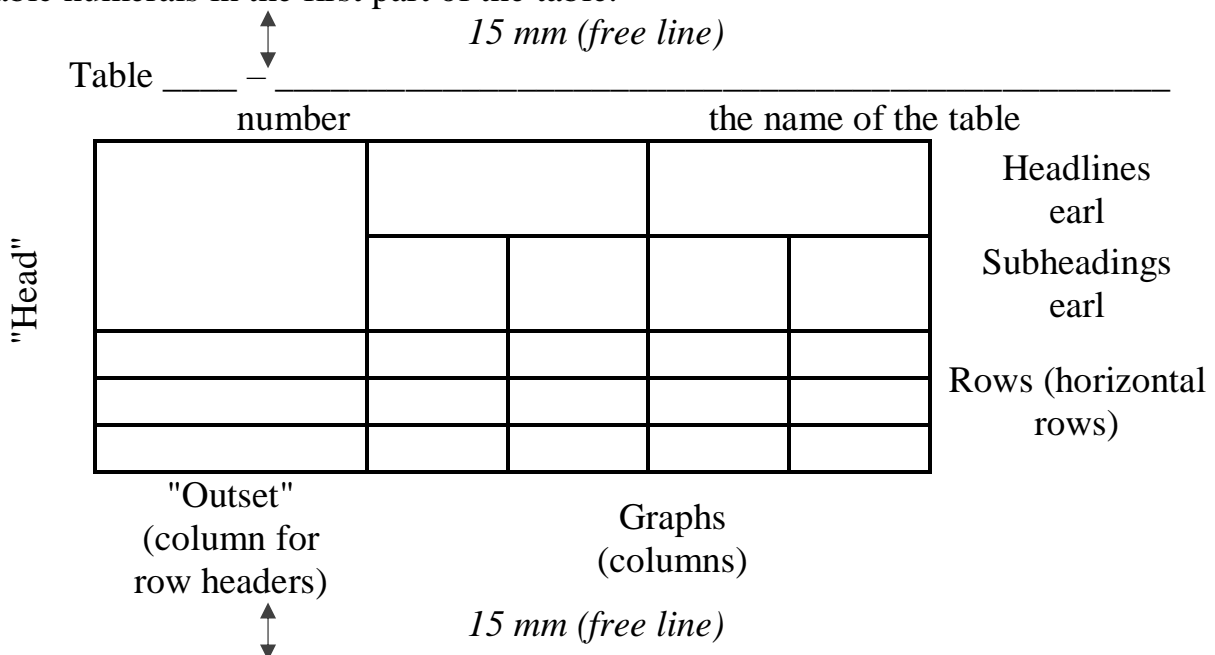 able numerals in the first part of the table.
15 mm (free line)
Table ____ – ________________________________________________
number the name of the table
Headlines
earl
"Head"
Subheadings
earl
Rows (horizontal
rows)
"Outset"
(column for
row headers)
Graphs
(columns)
15 mm (free line)